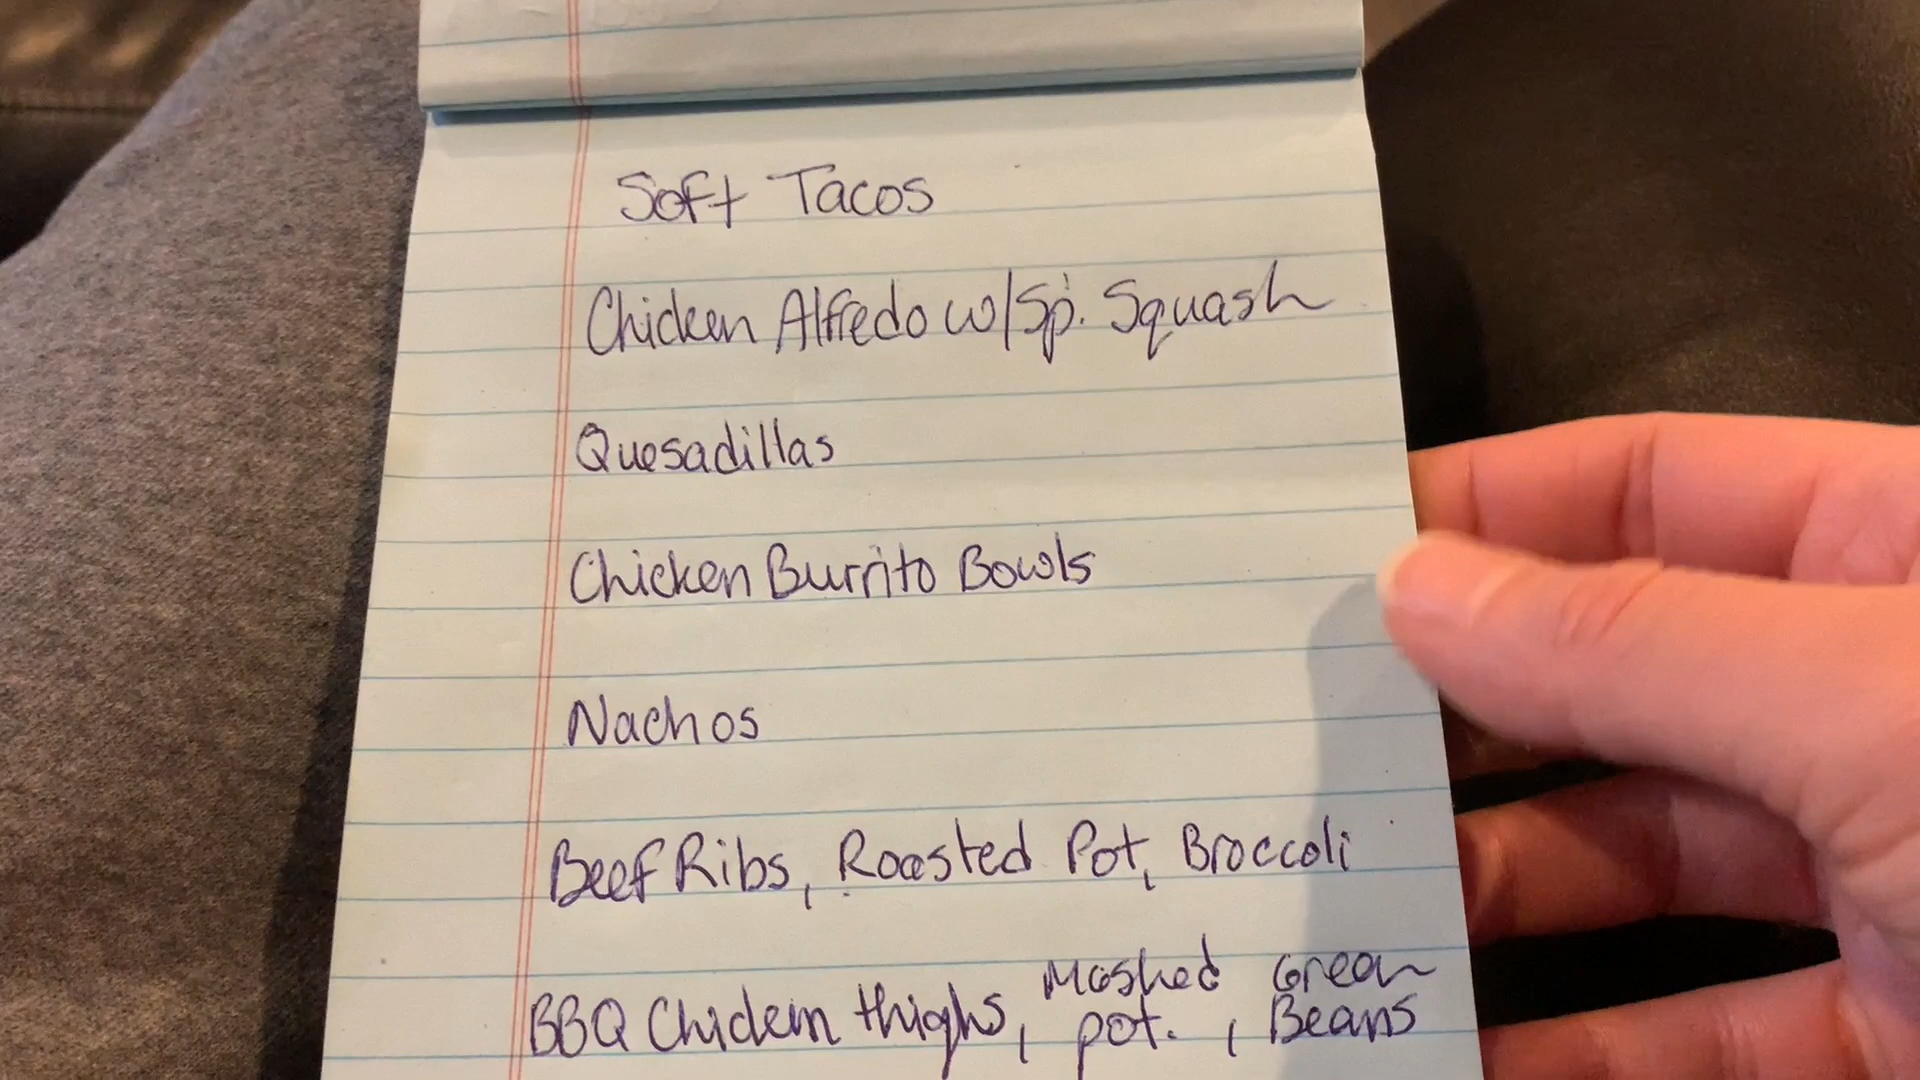 Soft Tacos
Chicken Alfredo w/Sp. Squash
Quesadillas
Chicken Burrito Bowls
Nachos
Beef Ribs, Roasted Pot, Broccoli
BBQ Chicken thighs, Mashed pot. , Green Beans